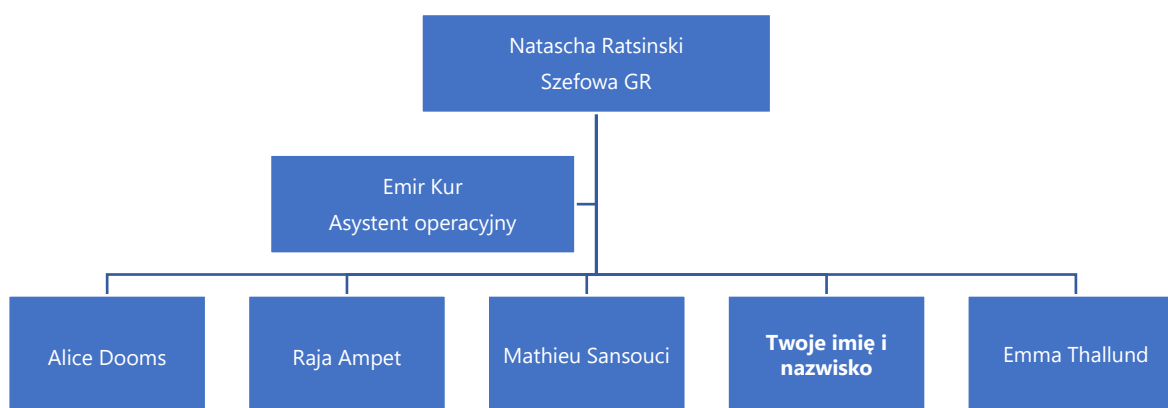 Natascha Ratsinski
Szefowa GR
Emir Kur
Asystent operacyjny
Alice Dooms
Raja Ampet
Mathieu Sansouci
Twoje imię i
nazwisko
Emma Thallund